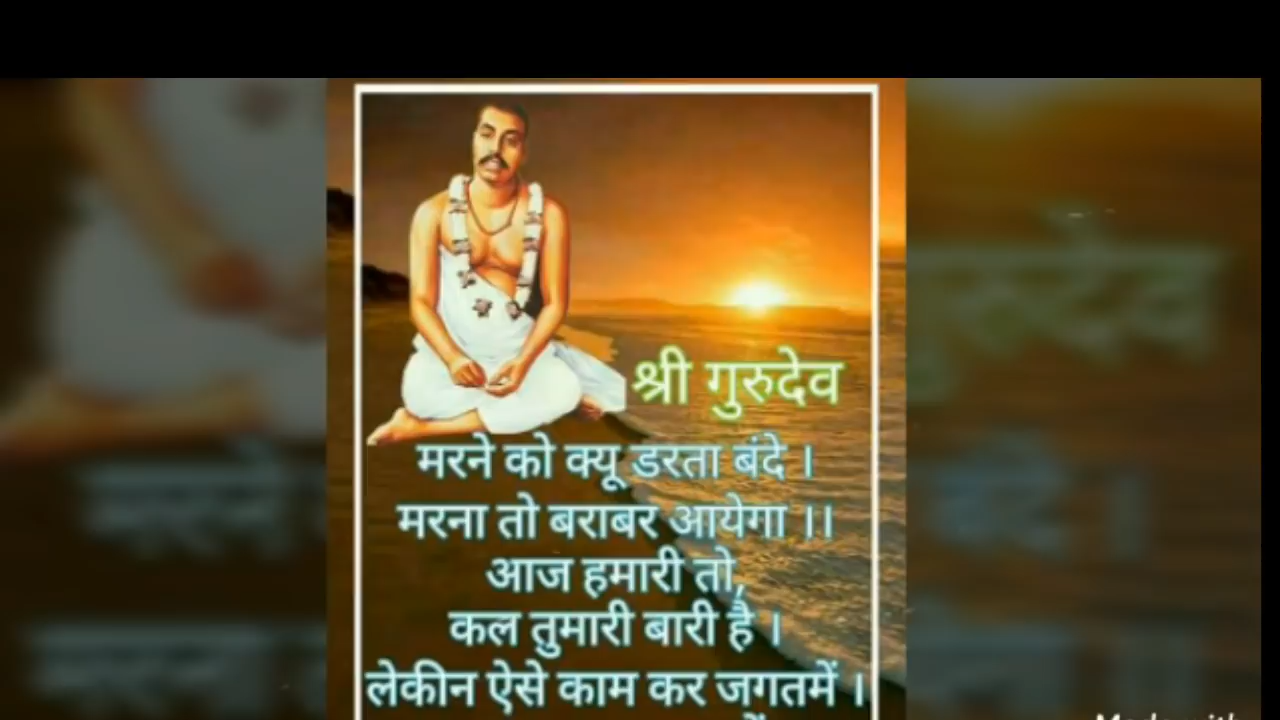 श्री गुरुदेव
मरने को क्यू डरता बंदे ।
मरना तो बराबर आयेगा ।।
आज हमारी तो,
कल तुमारी बारी है ।
लेकीन ऐसे काम कर जगतमें ।